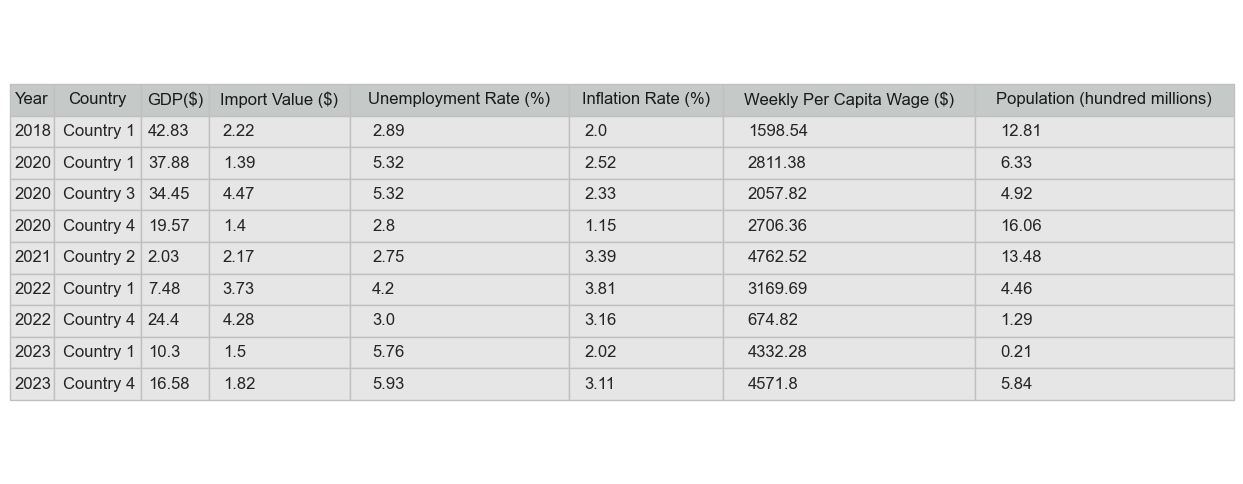 Year Country GDP($) Import Value ($) Unemployment Rate (%) Inflation Rate (%) Weekly Per Capita Wage ($) Population (hundred millions)
2018 Country 1 42.83 2.22 2.89 2.0 1598.54 12.81
2020 Country 1 37.88 1.39 5.32 2.52 2811.38 6.33
2020 Country 3 34.45 4.47 5.32 2.33 2057.82 4.92
2020 Country 4 19.57 1.4 2.8 1.15 2706.36 16.06
2021 Country 2 2.03 2.17 2.75 3.39 4762.52 13.48
2022 Country 1 7.48 3.73 4.2 3.81 3169.69 4.46
2022 Country 4 24.4 4.28 3.0 3.16 674.82 1.29
2023 Country 1 10.3 1.5 5.76 2.02 4332.28 0.21
2023 Country 4 16.58 1.82 5.93 3.11 4571.8 5.84